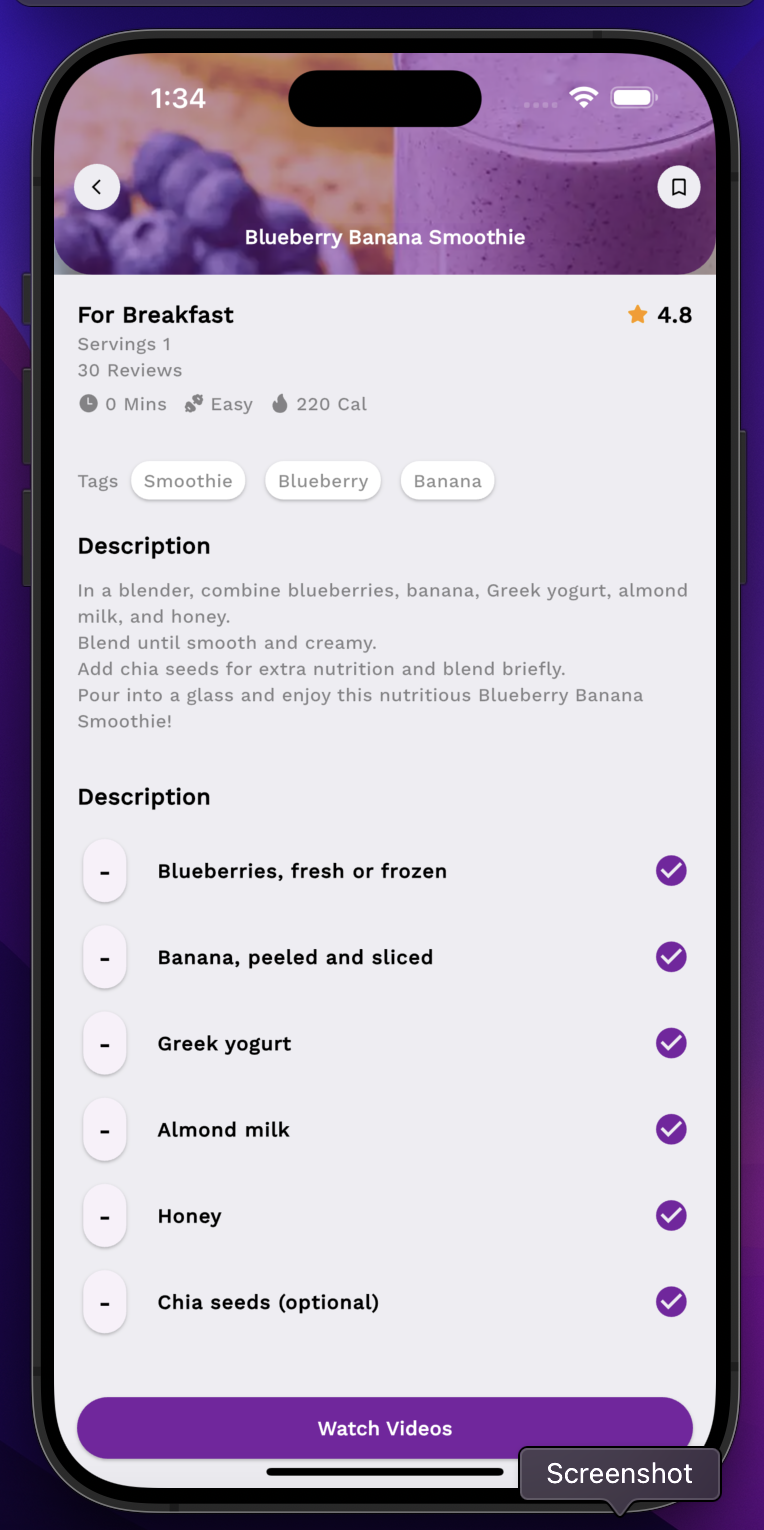 1:34
Blueberry Banana Smoothie
For Breakfast
4.8
Servings 1
30 Reviews
0 Mins Easy 220 Cal
Tags Smoothie Blueberry Banana
Description
In a blender, combine blueberries, banana, Greek yogurt, almond
milk, and honey.
Blend until smooth and creamy.
Add chia seeds for extra nutrition and blend briefly.
Pour into a glass and enjoy this nutritious Blueberry Banana
Smoothie!
Description
- Blueberries, fresh or frozen
- Banana, peeled and sliced
- Greek yogurt
- Almond milk
- Honey
- Chia seeds (optional)
Watch Videos
Screenshot